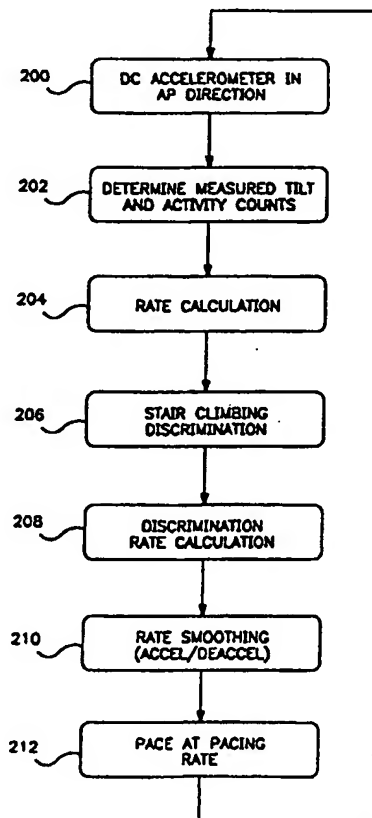 200
DC ACCELEROMETER IN
AP DIRECTION
202
DETERMINE MEASURED TILT
AND ACTIVITY COUNTS
204
RATE CALCULATION
206
STAIR CLIMBING
DISCRIMINATION
208
DISCRIMINATION
RATE CALCULATION
210
RATE SMOOTHING
(ACCEL/DEACCEL)
212
PACE AT PACING
RATE